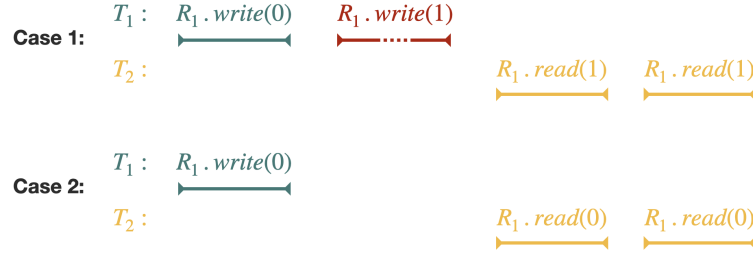 T₁ : R₁ . write(0) R₁ . write(1)
Case 1:
T₂ : R₁ . read(1) R₁ . read(1)
T₁ : R₁ . write(0)
Case 2:
T₂ : R₁ . read(0) R₁ . read(0)